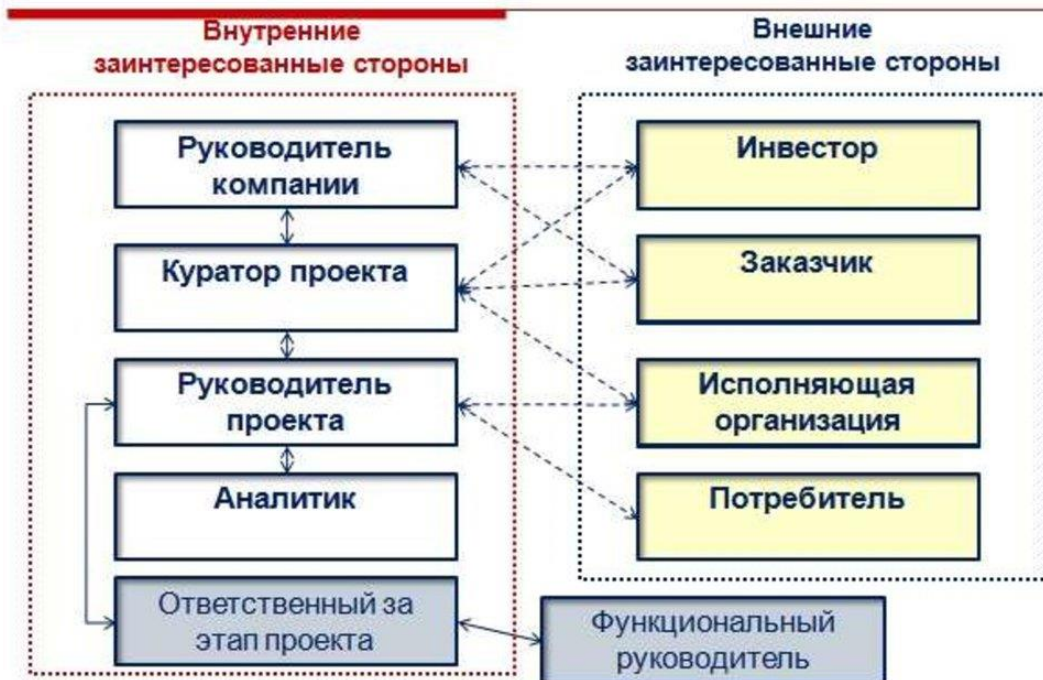 Внутренние
заинтересованные стороны
Внешние
заинтересованные стороны
Руководитель
компании
Куратор проекта
Руководитель
проекта
Аналитик
Ответственный за
этап проекта
Инвестор
Заказчик
Исполняющая
организация
Потребитель
Функциональный
руководитель